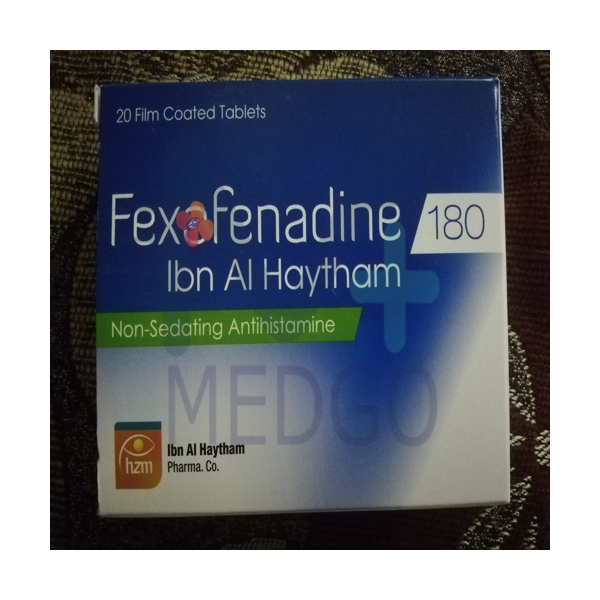 20 Film Coated Tablets
Fexofenadine 180
Ibn Al Haytham
Non-Sedating Antihistamine
MEDGO
hzm
Ibn Al Haytham
Pharma. Co.